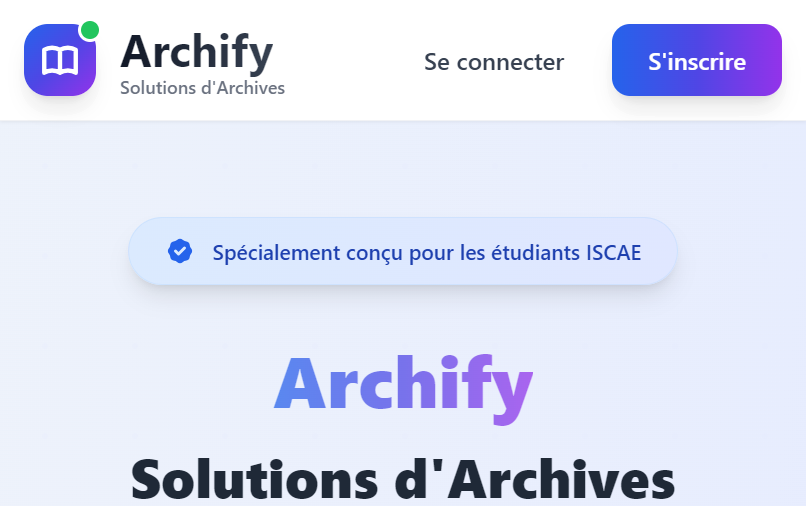 Archify
Solutions d'Archives
Se connecter
S'inscrire
Spécialement conçu pour les étudiants ISCAE
Archify
Solutions d'Archives